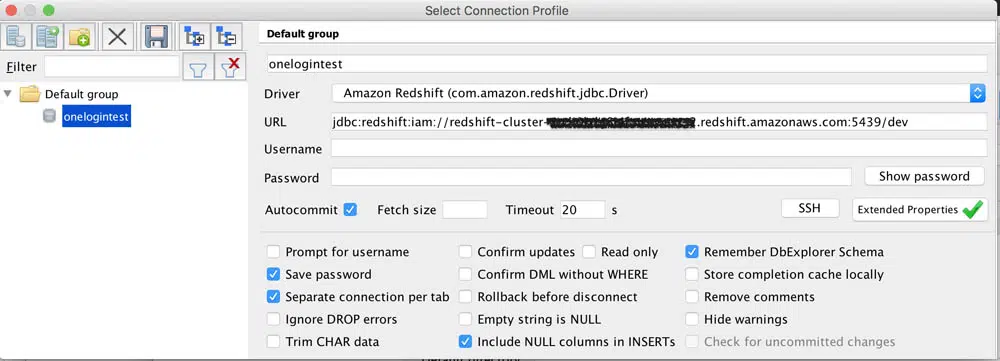 Select Connection Profile
Default group
Filter
Default group
onelogintest
onelogintest
Driver Amazon Redshift (com.amazon.redshift.jdbc.Driver)
URL jdbc:redshift:iam://redshift-cluster- .redshift.amazonaws.com:5439/dev
Username
Password Show password
Autocommit Fetch size Timeout 20 s SSH Extended Properties
Prompt for username Confirm updates Read only Remember DbExplorer Schema
Save password Confirm DML without WHERE Store completion cache locally
Separate connection per tab Rollback before disconnect Remove comments
Ignore DROP errors Empty string is NULL Hide warnings
Trim CHAR data Include NULL columns in INSERTs Check for uncommitted changes